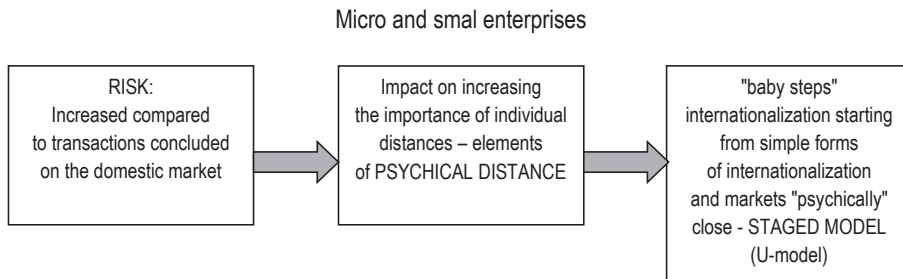 Micro and smal enterprises
RISK:
Increased compared
to transactions concluded
on the domestic market
Impact on increasing
the importance of individual
distances – elements
of PSYCHICAL DISTANCE
"baby steps"
internationalization starting
from simple forms
of internationalization
and markets "psychically"
close - STAGED MODEL
(U-model)